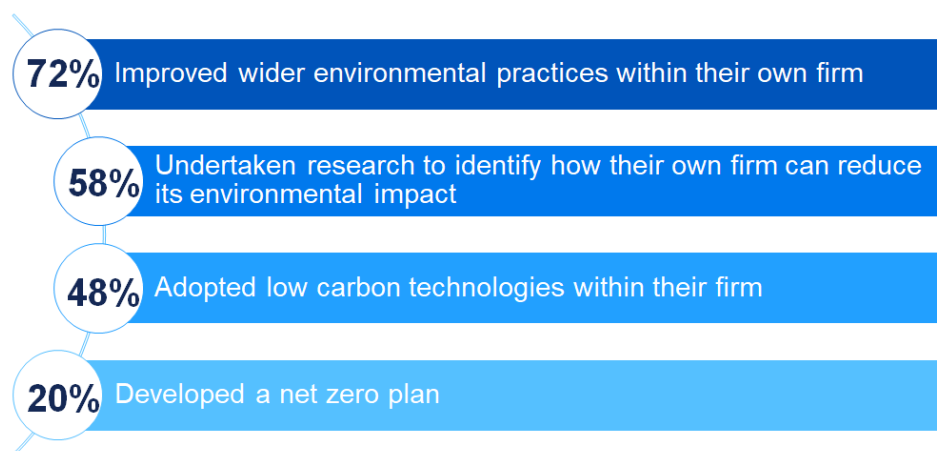 72% Improved wider environmental practices within their own firm
58% Undertaken research to identify how their own firm can reduce
its environmental impact
48% Adopted low carbon technologies within their firm
20% Developed a net zero plan